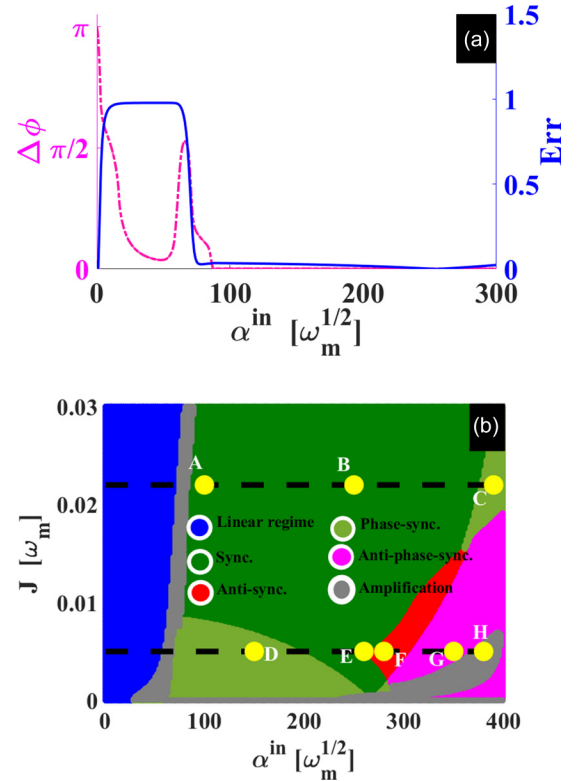 (a)
π
π/2
0
Δϕ
1.5
1
0.5
0
Err
0 100 200 300
α^in [ω_m^1/2]
(b)
0.03
0.02
0.01
0
J [ω_m]
A B C
Linear regime Phase-sync.
Sync. Anti-phase-sync.
Anti-sync. Amplification
D E F G H
100 200 300 400
α^in [ω_m^1/2]